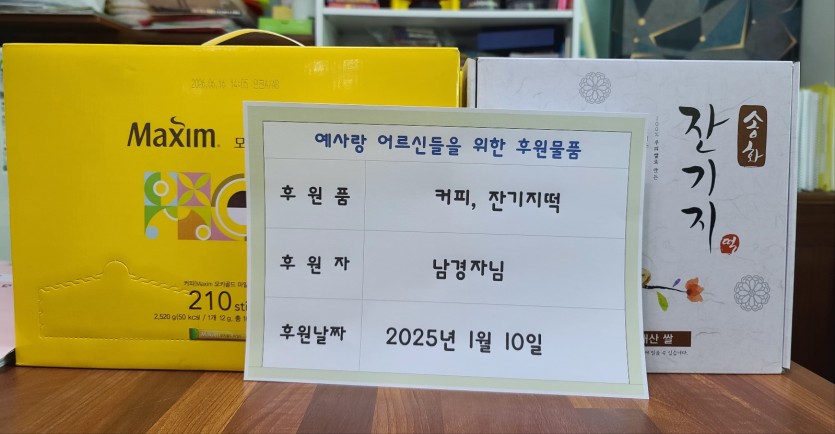 Maxim
210 sti
예사랑 어르신들을 위한 후원물품
후원품 커피, 잔기지떡
후원자 남경자님
후원날짜 2025년 1월 10일
송화
잔기지
떡
산 쌀